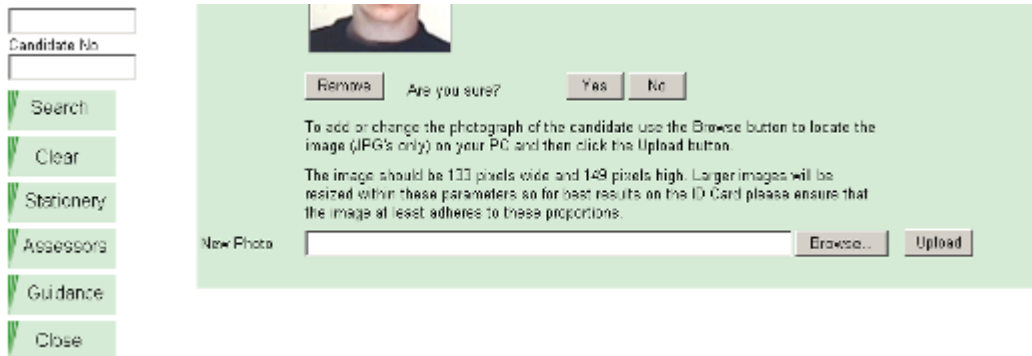 Candidate No
Search
Clear
Stationery
Assessors
Guidance
Close
Remove Are you sure? Yes No
To add or change the photograph of the candidate use the Browse button to locate the
image (JPG's only) on your PC and then click the Upload button.
The image should be 133 pixels wide and 149 pixels high. Larger images will be
resized within these parameters so for best results on the ID Card please ensure that
the image at least adheres to these proportions.
New Photo Browse... Upload